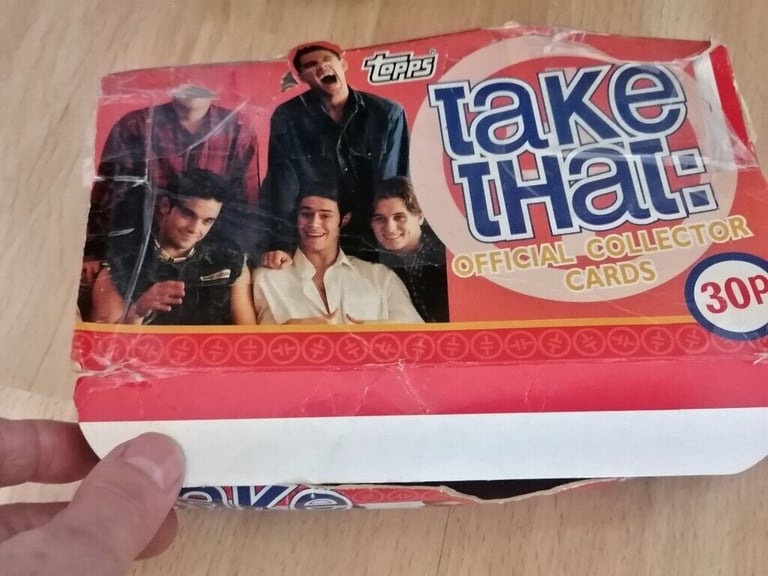 TOPPS
taKe
tHat:
OFFICIAL COLLECTOR
CARDS
30P